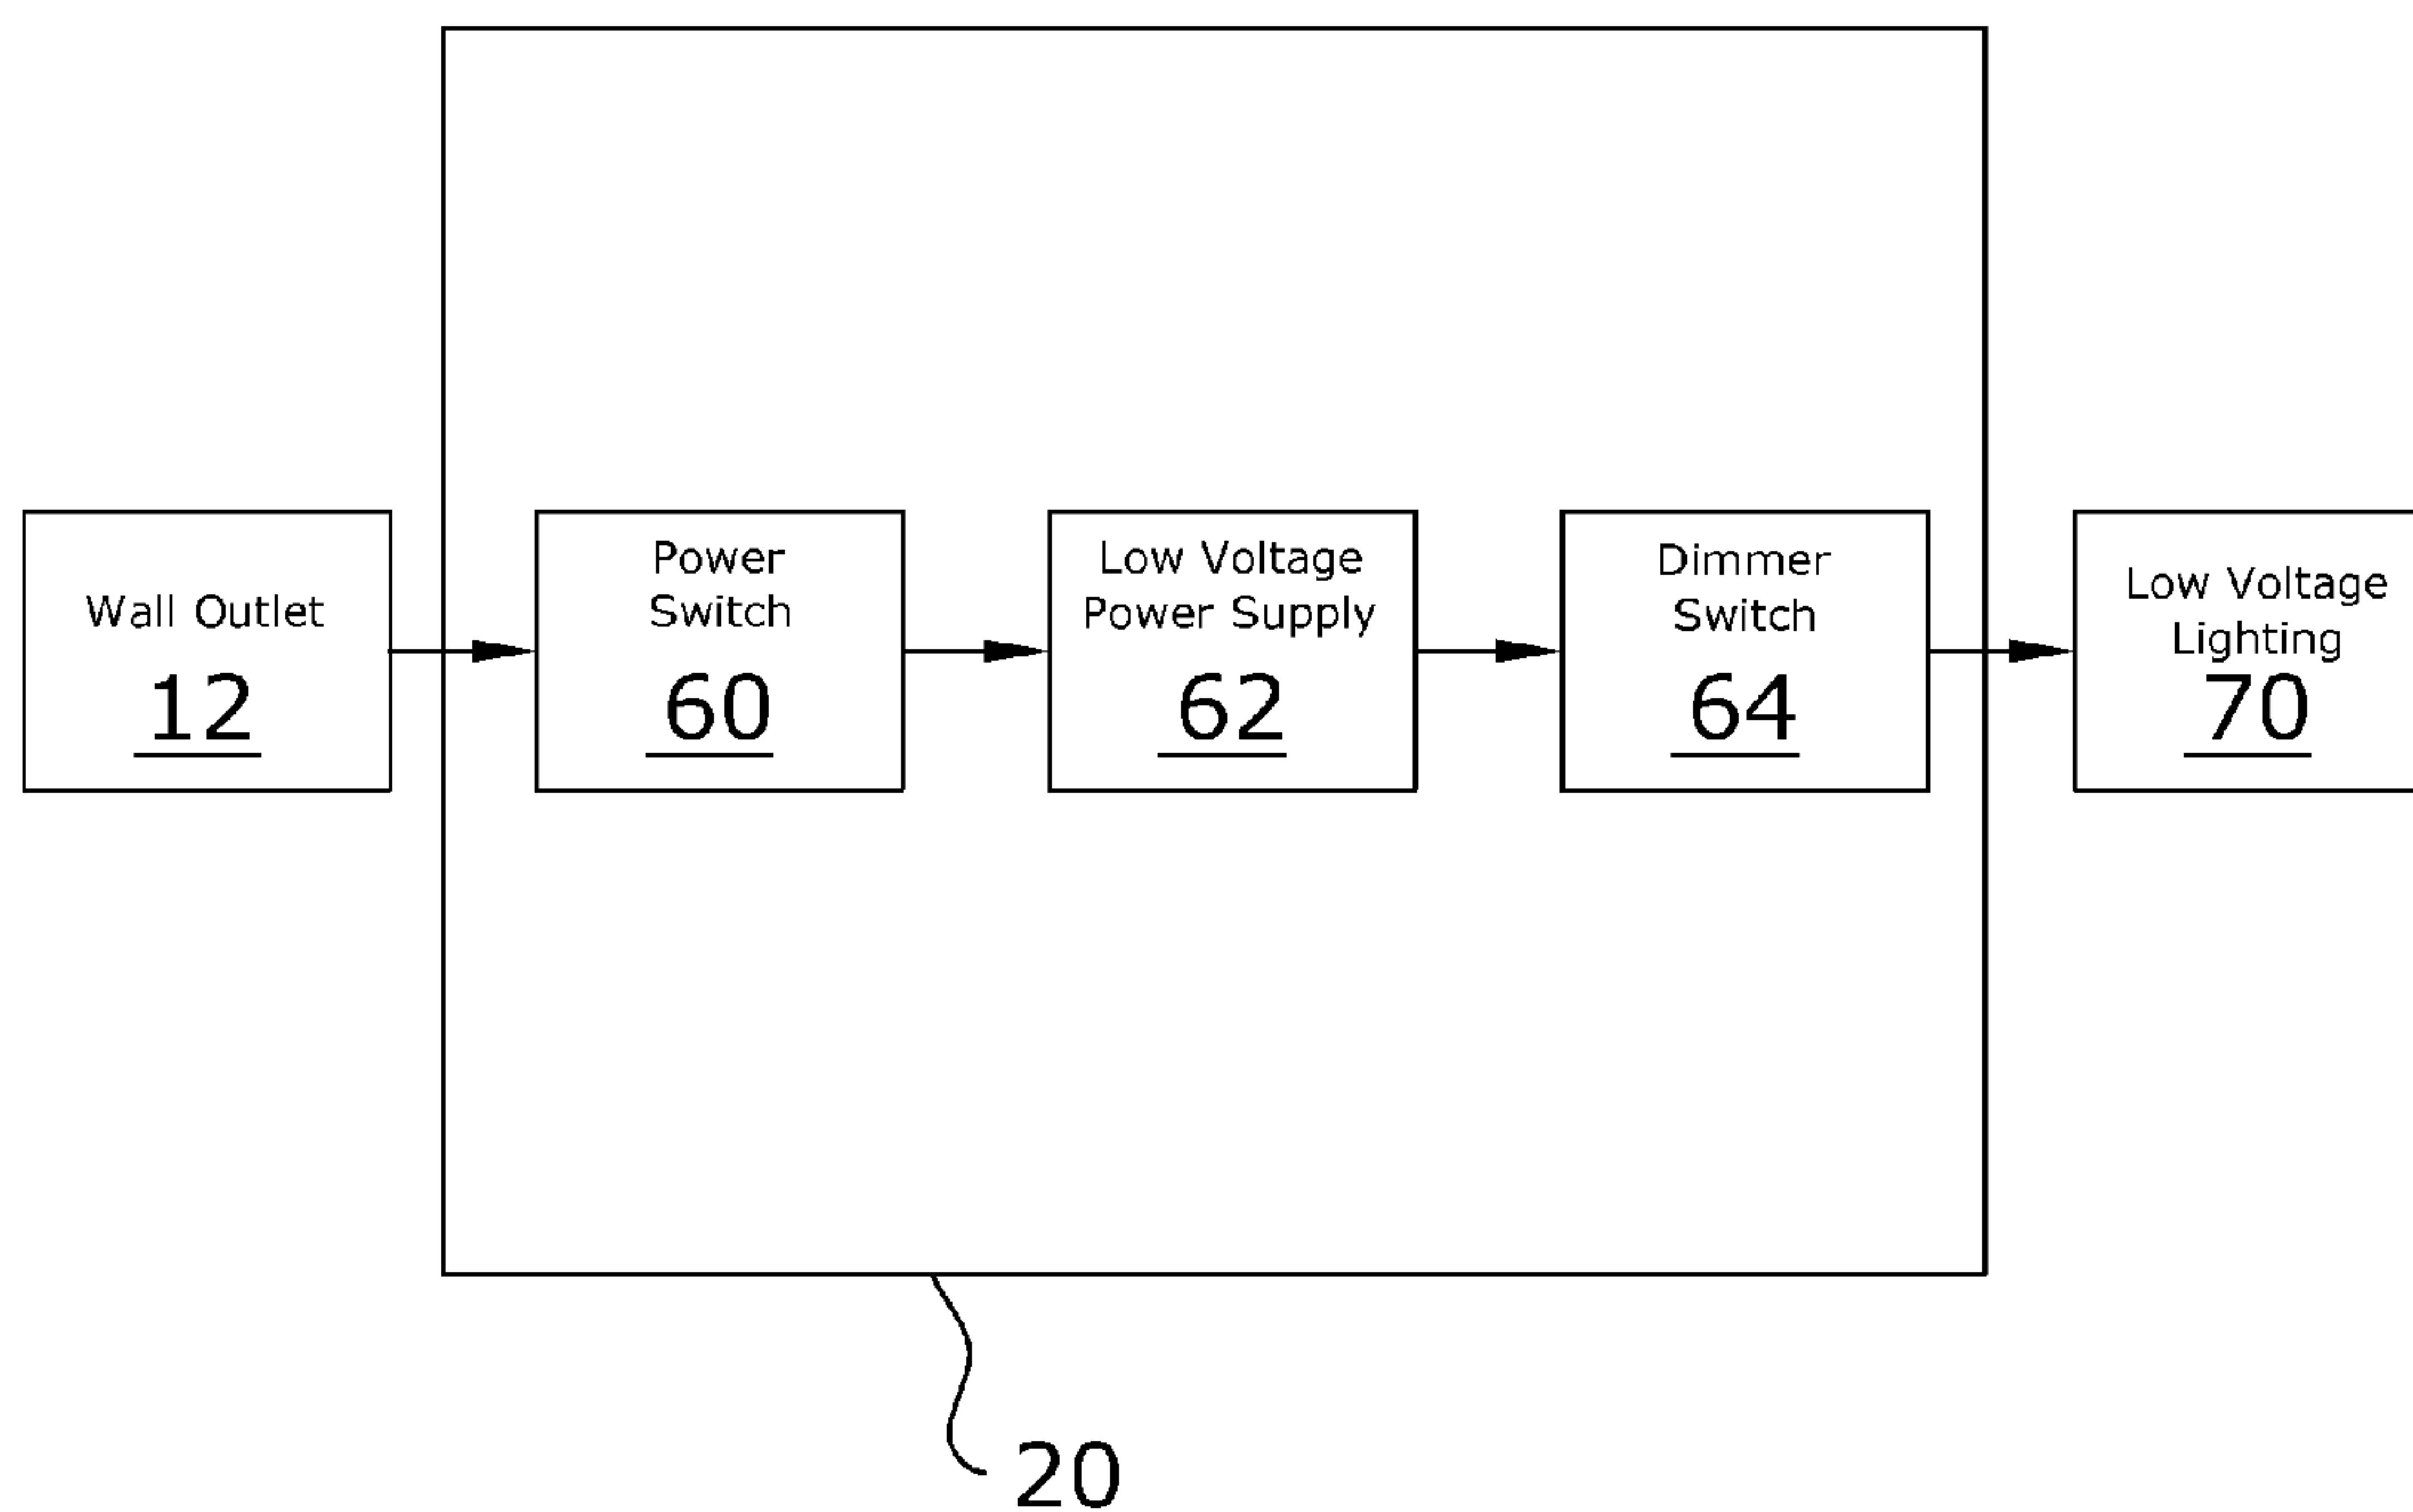 Wall Outlet
12
Power
Switch
60
Low Voltage
Power Supply
62
Dimmer
Switch
64
Low Voltage
Lighting
70
20